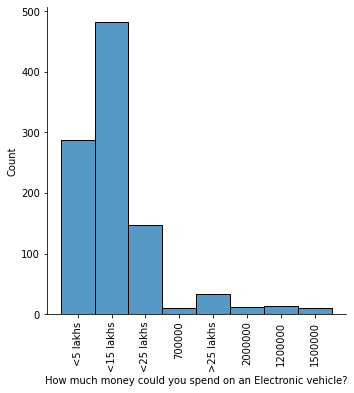 500
400
300
200
100
0
Count
<5 lakhs
<15 lakhs
<25 lakhs
700000
>25 lakhs
2000000
1200000
1500000
How much money could you spend on an Electronic vehicle?